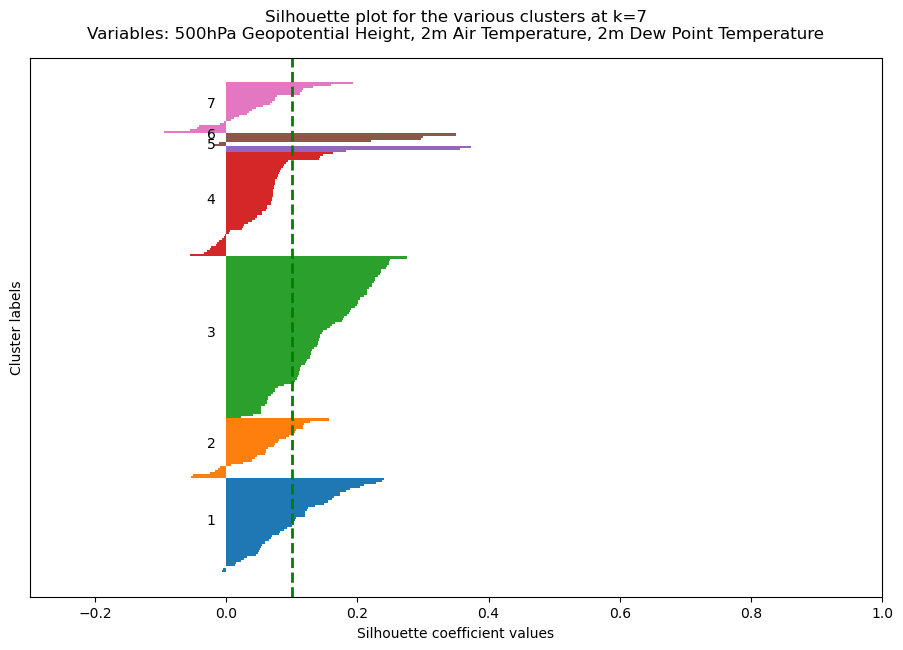 Silhouette plot for the various clusters at k=7
Variables: 500hPa Geopotential Height, 2m Air Temperature, 2m Dew Point Temperature
Cluster labels
7
6
5
4
3
2
1
−0.2 0.0 0.2 0.4 0.6 0.8 1.0
Silhouette coefficient values